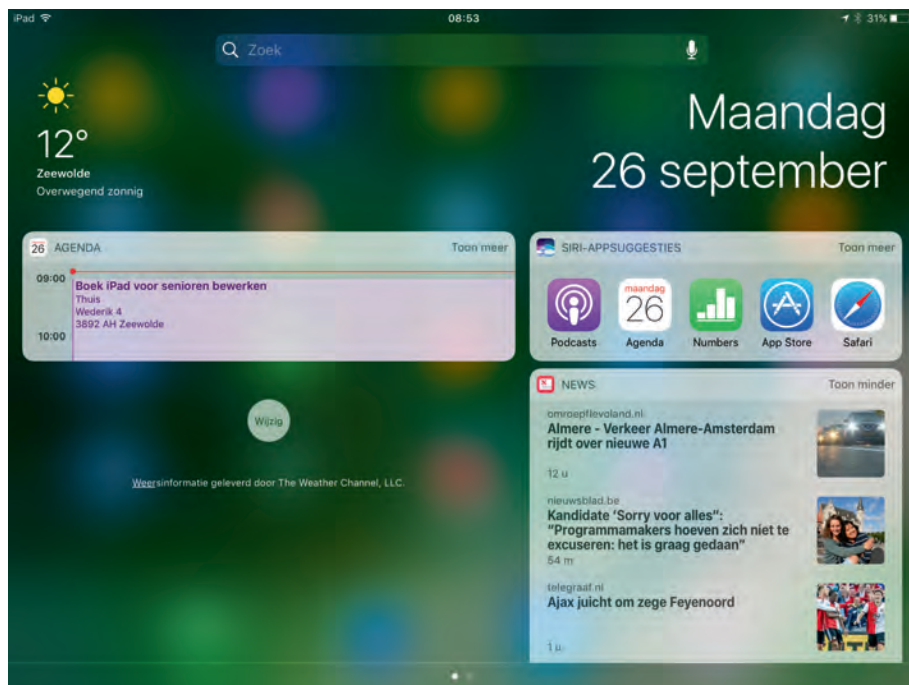 iPad
08:53
31%
Zoek
12°
Zeewolde
Overwegend zonnig
Maandag
26 september
26 AGENDA
Toon meer
09:00
Boek iPad voor senioren bewerken
Thuis
Wederik 4
3892 AH Zeewolde
10:00
Wijzig
Weersinformatie geleverd door The Weather Channel, LLC.
SIRI-APPSUGGESTIES
Toon meer
maandag
26
Podcasts
Agenda
Numbers
App Store
Safari
NEWS
Toon minder
omroepflevoland.nl
Almere - Verkeer Almere-Amsterdam
rijdt over nieuwe A1
12 u
nieuwsblad.be
Kandidate ‘Sorry voor alles“:
“Programmamakers hoeven zich niet te
excuseren: het is graag gedaan”
54 m
telegraaf.nl
Ajax juicht om zege Feyenoord
1 u